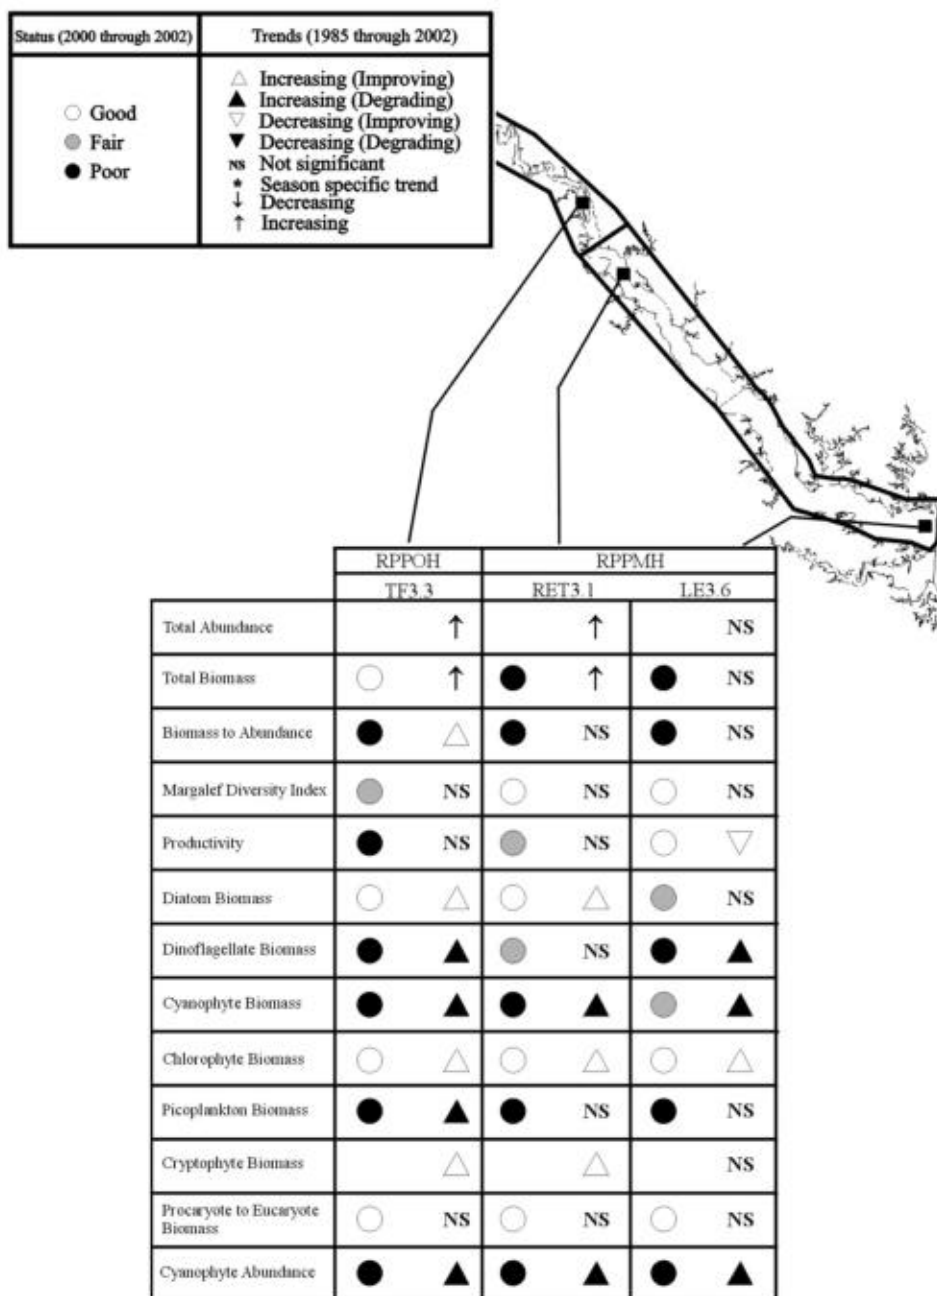 Status (2000 through 2002)
Trends (1985 through 2002)
Good
Fair
Poor
Increasing (Improving)
Increasing (Degrading)
Decreasing (Improving)
Decreasing (Degrading)
NS Not significant
* Season specific trend
↓ Decreasing
↑ Increasing
RPPOH RPPMH
TF3.3 RET3.1 LE3.6
Total Abundance ↑ ↑ NS
Total Biomass ↑ ↑ NS
Biomass to Abundance NS NS
Margalef Diversity Index NS NS NS
Productivity NS NS
Diatom Biomass NS
Dinoflagellate Biomass NS
Cyanophyte Biomass
Chlorophyte Biomass
Picoplankton Biomass NS NS
Cryptophyte Biomass NS
Procaryote to Eucaryote
Biomass NS NS NS
Cyanophyte Abundance